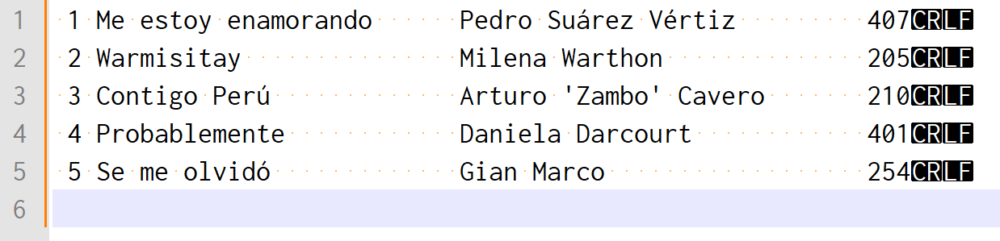 1 1 Me estoy enamorando      Pedro Suárez Vértiz         407CRLF
2 2 Warmisitay               Milena Warthon              205CRLF
3 3 Contigo Perú             Arturo 'Zambo' Cavero       210CRLF
4 4 Probablemente            Daniela Darcourt            401CRLF
5 5 Se me olvidó             Gian Marco                  254CRLF
6